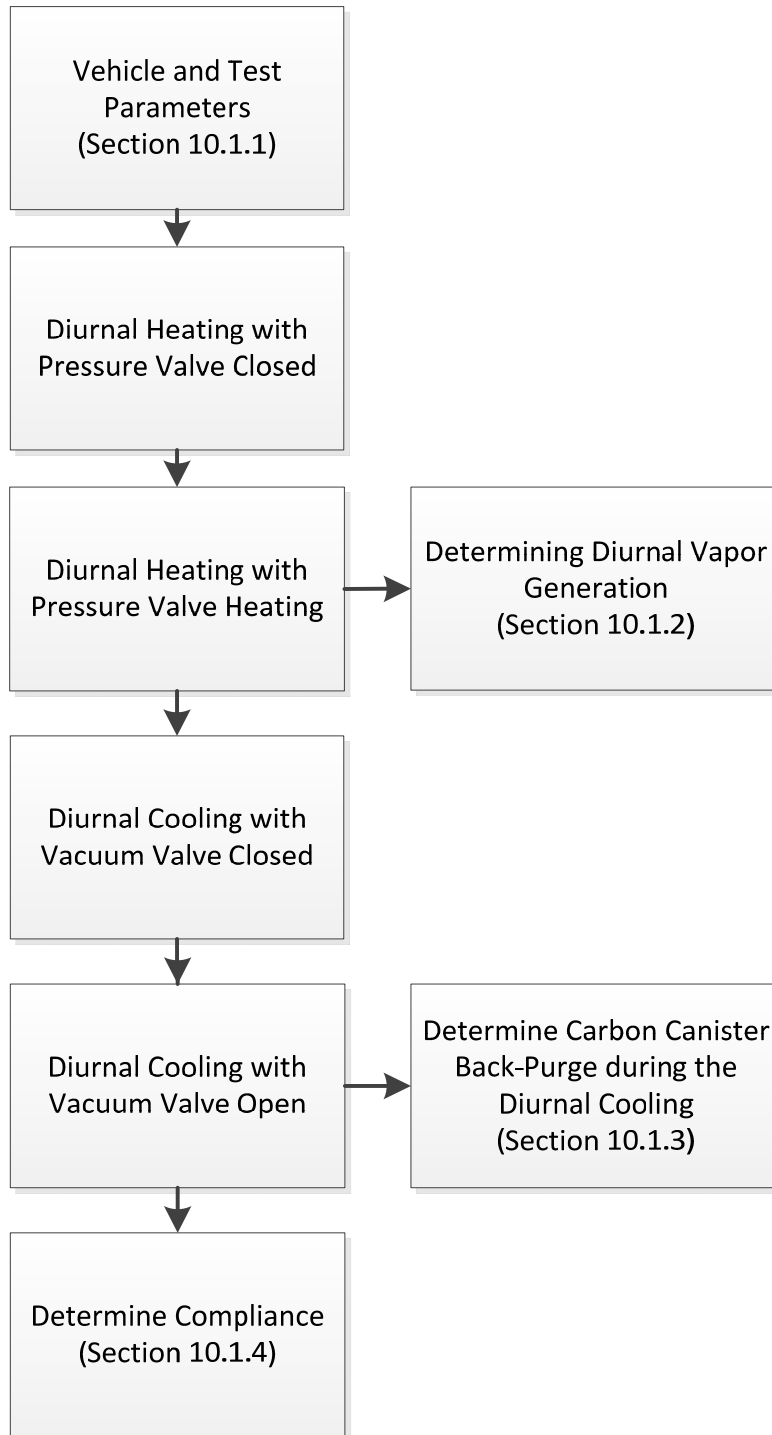 Vehicle and Test
Parameters
(Section 10.1.1)
Diurnal Heating with
Pressure Valve Closed
Diurnal Heating with
Pressure Valve Heating
Determining Diurnal Vapor
Generation
(Section 10.1.2)
Diurnal Cooling with
Vacuum Valve Closed
Diurnal Cooling with
Vacuum Valve Open
Determine Carbon Canister
Back-Purge during the
Diurnal Cooling
(Section 10.1.3)
Determine Compliance
(Section 10.1.4)